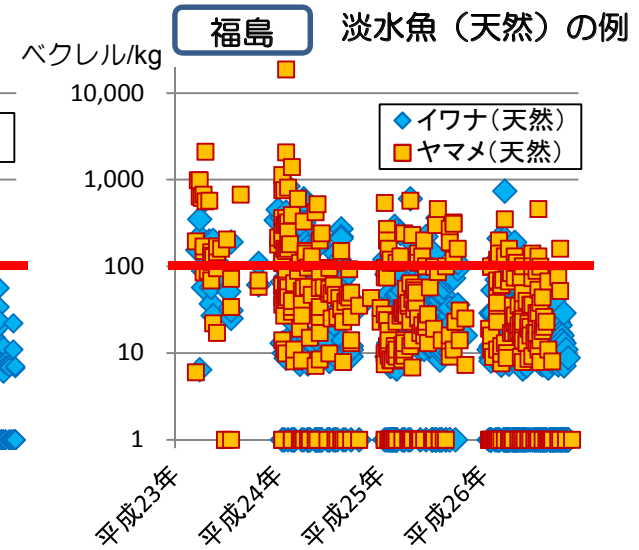 福島
淡水魚（天然）の例
ベクレル/kg
10,000
1,000
100
10
1
イワナ（天然）
ヤマメ（天然）
平成23年
平成24年
平成25年
平成26年